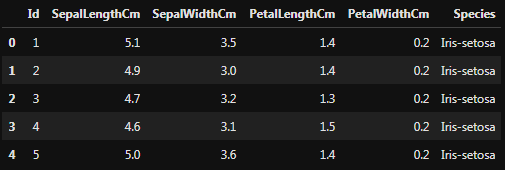 Id SepalLengthCm SepalWidthCm PetalLengthCm PetalWidthCm Species
0 1 5.1 3.5 1.4 0.2 Iris-setosa
1 2 4.9 3.0 1.4 0.2 Iris-setosa
2 3 4.7 3.2 1.3 0.2 Iris-setosa
3 4 4.6 3.1 1.5 0.2 Iris-setosa
4 5 5.0 3.6 1.4 0.2 Iris-setosa